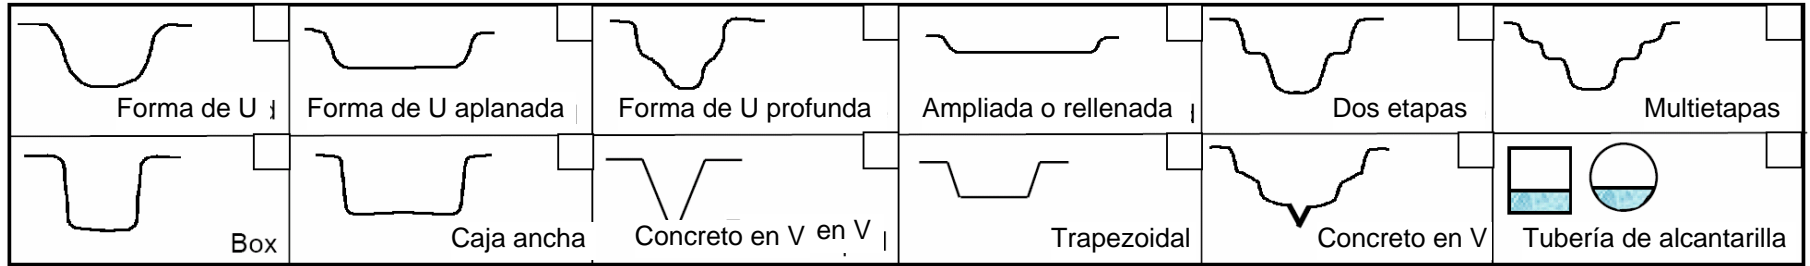 Forma de U
Forma de U aplanada
Forma de U profunda
Ampliada o rellenada
Dos etapas
Multietapas
Box
Caja ancha
Concreto en V en V
Trapezoidal
Concreto en V
Tubería de alcantarilla